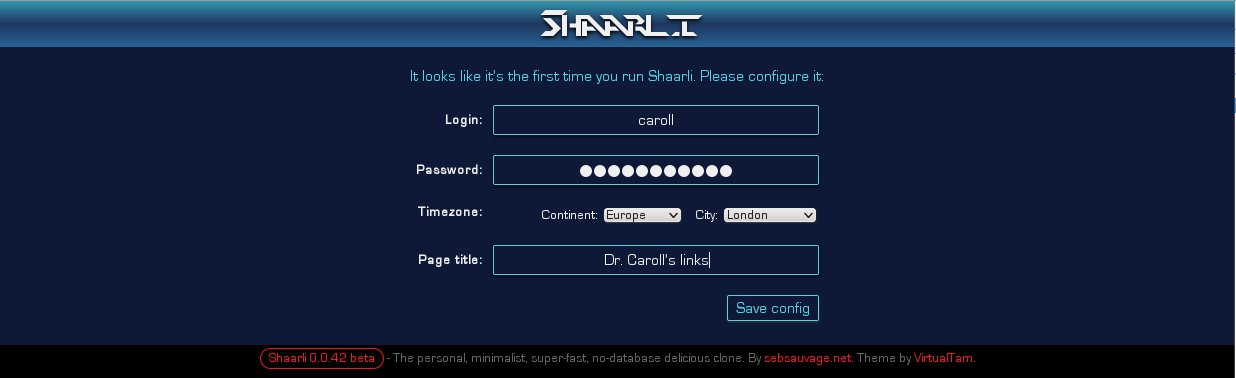 SHAARLI
It looks like it's the first time you run Shaarli. Please configure it:
Login: caroll
Password: ●●●●●●●●●●●
Timezone: Continent: Europe City: London
Page title: Dr. Caroll's links
Save config
Shaarli 0.0.42 beta - The personal, minimalist, super-fast, no-database delicious clone. By sebsauvage.net. Theme by VirtualTam.